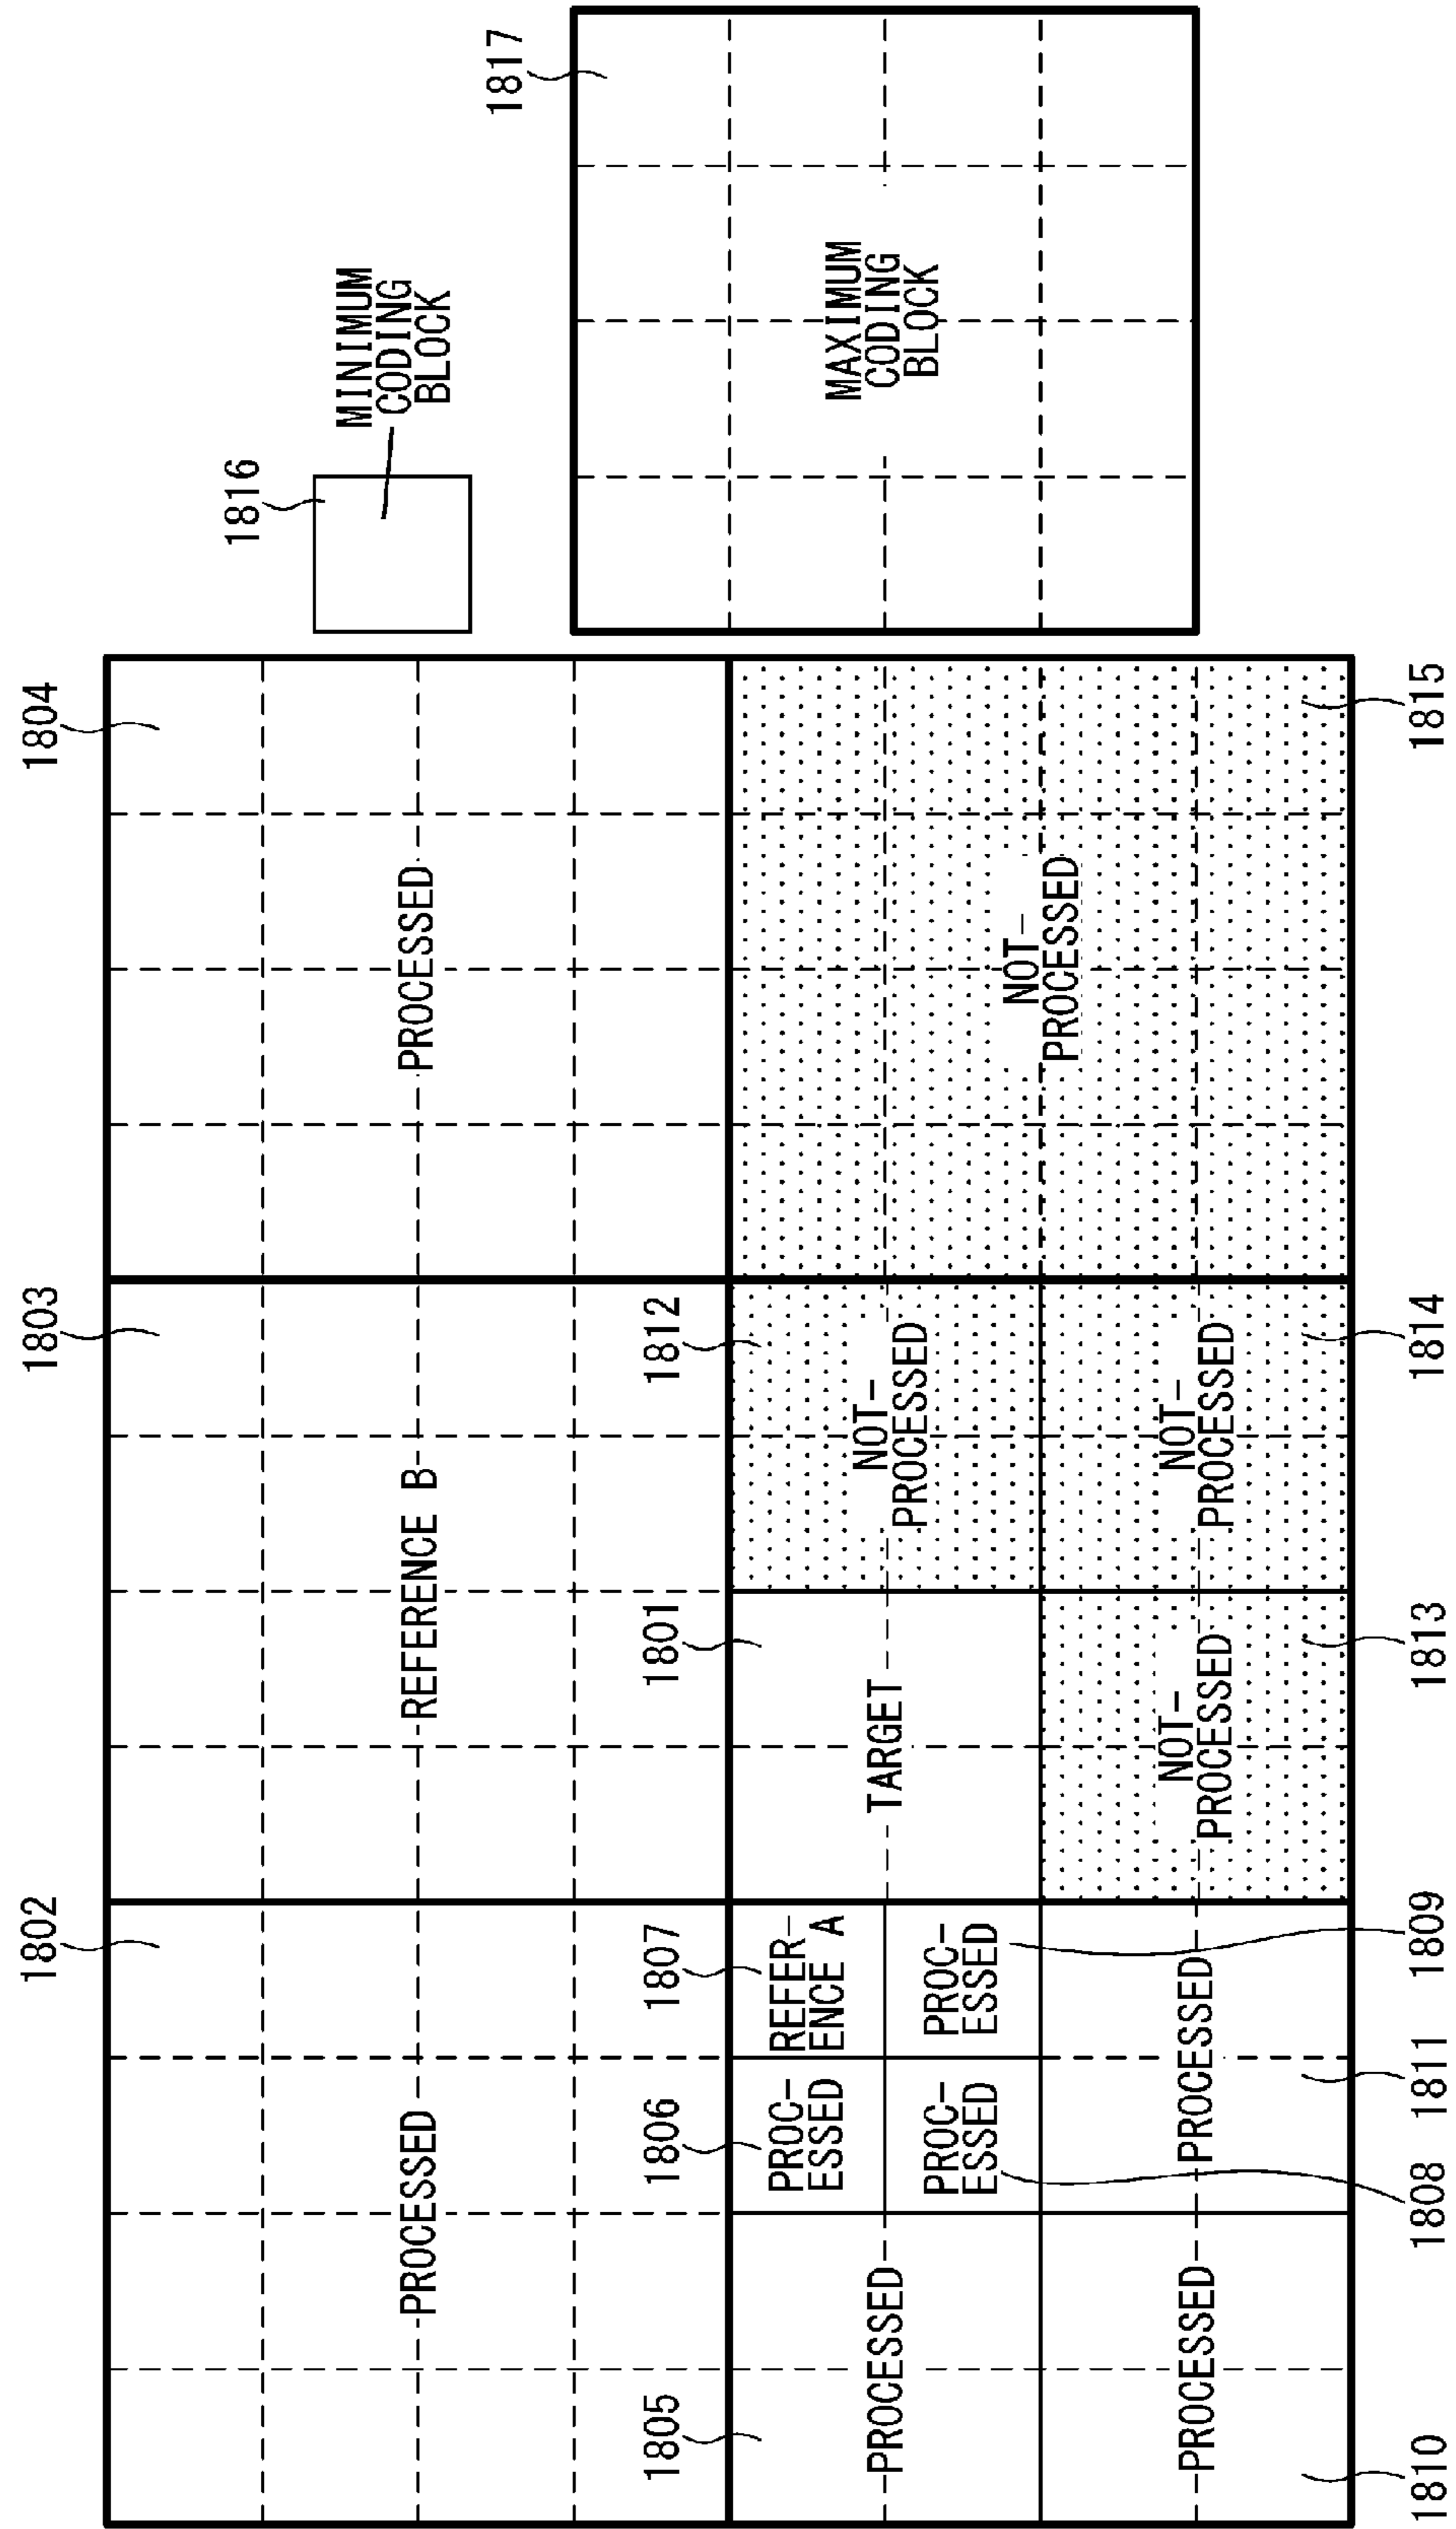 1802
1803
1804
PROCESSED
REFERENCE B
PROCESSED
1805
1806
1807
1801
1812
PROCESSED
PROC-
ESSED
REFER-
ENCE A
PROC-
ESSED
PROC-
ESSED
TARGET
NOT-
PROCESSED
NOT-
PROCESSED
PROCESSED
PROCESSED
NOT-
PROCESSED
NOT-
PROCESSED
1810
1808
1811
1809
1813
1814
1815
1816
MINIMUM
CODING
BLOCK
1817
MAXIMUM
CODING
BLOCK